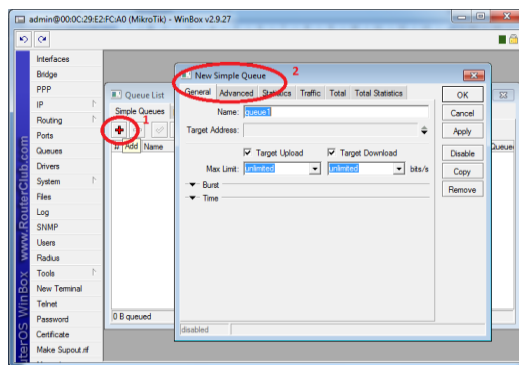 admin@00:0C:29:E2:FC:A0 (MikroTik) - WinBox v2.9.27
Interfaces
Bridge
PPP
IP
Routing
Ports
Queues
Drivers
System
Files
Log
SNMP
Users
Radius
Tools
New Terminal
Telnet
Password
Certificate
Make Supout.rif
RouterOS WinBox www.RouterClub.com
Queue List
Simple Queues
1
Add
# Name
0 B queued
New Simple Queue
2
General Advanced Statistics Traffic Total Total Statistics
Name: queue1
Target Address:
Target Upload Target Download
Max Limit: unlimited unlimited bits/s
Burst
Time
OK
Cancel
Apply
Disable
Copy
Remove
disabled